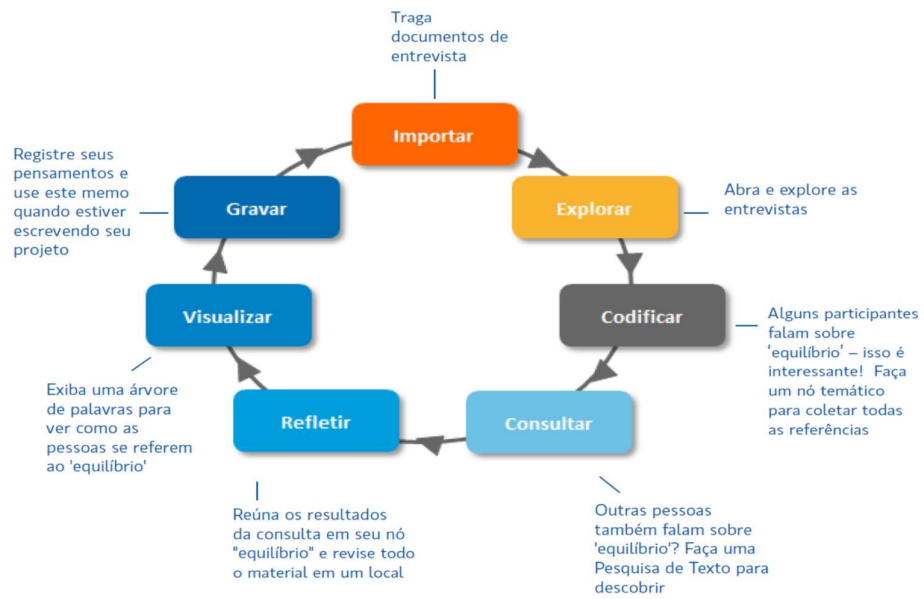 Traga
documentos de
entrevista
Importar
Explorar
Abra e explore as
entrevistas
Codificar
Alguns participantes
falam sobre
‘equilíbrio’ – isso é
interessante! Faça
um nó temático
para coletar todas
as referências
Consultar
Outras pessoas
também falam sobre
'equilíbrio'? Faça uma
Pesquisa de Texto para
descobrir
Refletir
Reúna os resultados
da consulta em seu nó
"equilíbrio" e revise todo
o material em um local
Visualizar
Exiba uma árvore
de palavras para
ver como as
pessoas se referem
ao 'equilíbrio'
Gravar
Registre seus
pensamentos e
use este memo
quando estiver
escrevendo seu
projeto